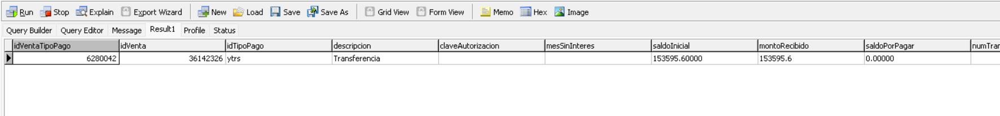 Run Stop Explain Export Wizard New Load Save Save As Grid View Form View Memo Hex Image
Query Builder Query Editor Message Result1 Profile Status
idVentaTipoPago idVenta idTipoPago descripcion claveAutorizacion mesSinInteres saldoInicial montoRecibido saldoPorPagar numTran
6280042 36142326 ytrs Transferencia 153595.60000 153595.6 0.00000